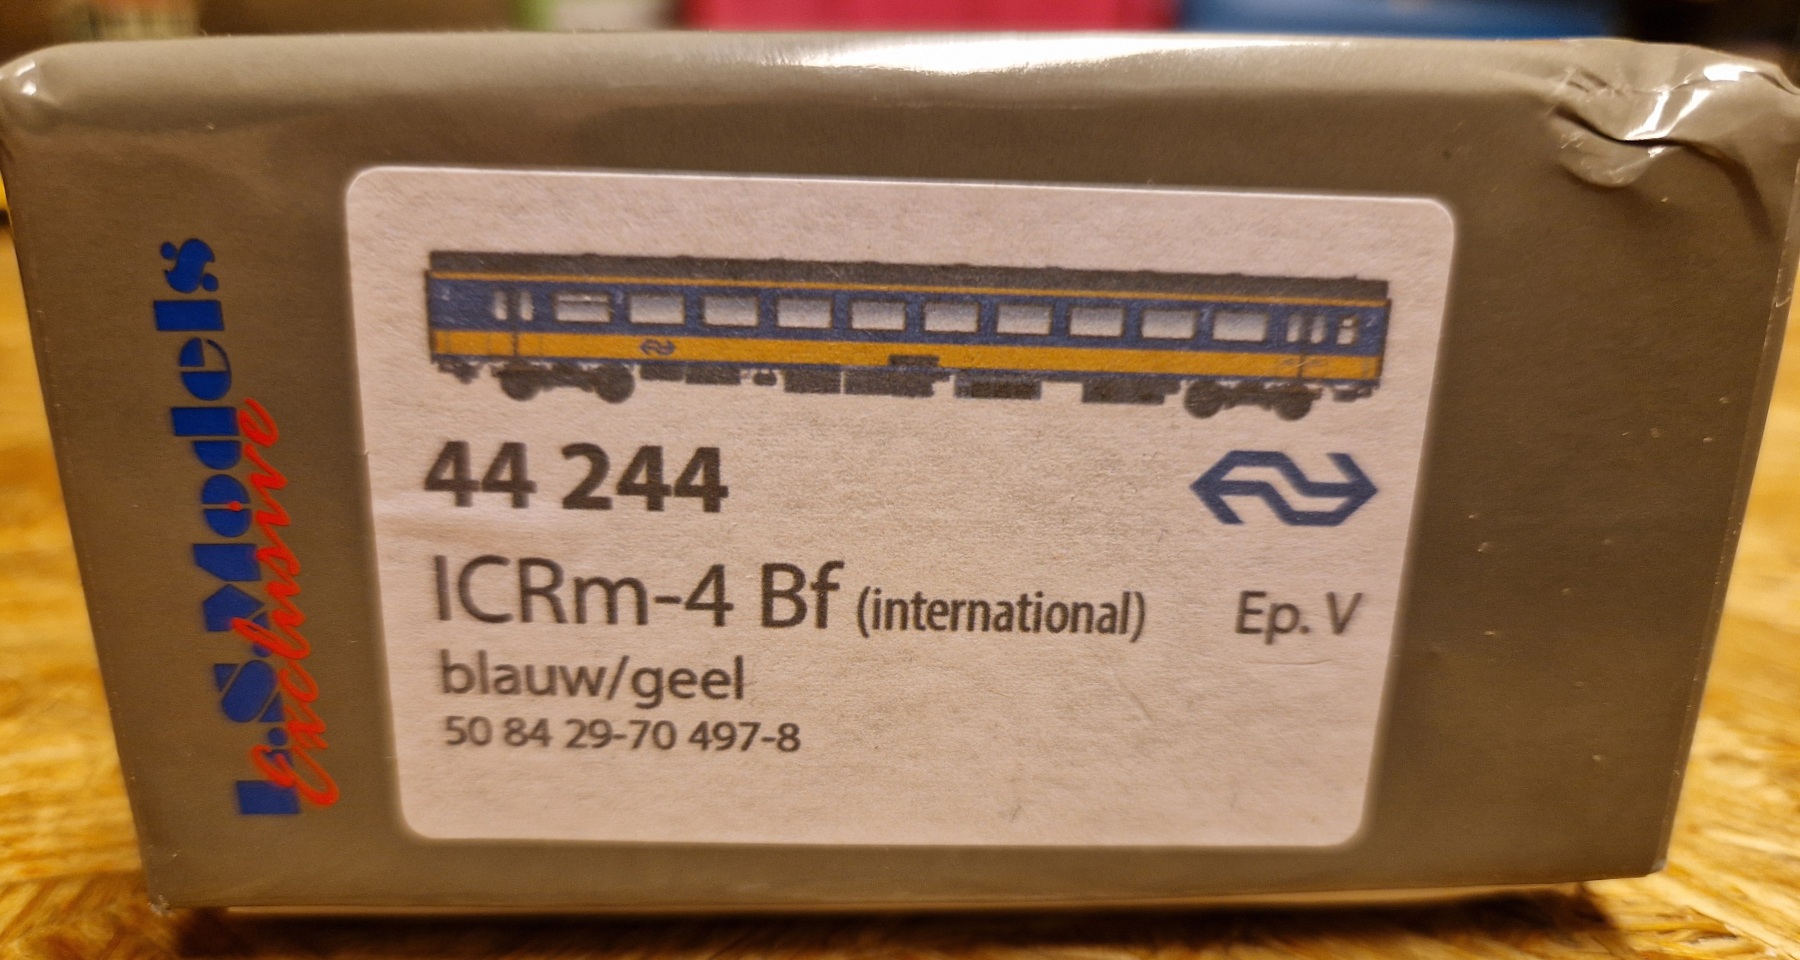 L.S. Models
Exclusive
44 244
ICRm-4 Bf (international) Ep. V
blauw/geel
50 84 29-70 497-8